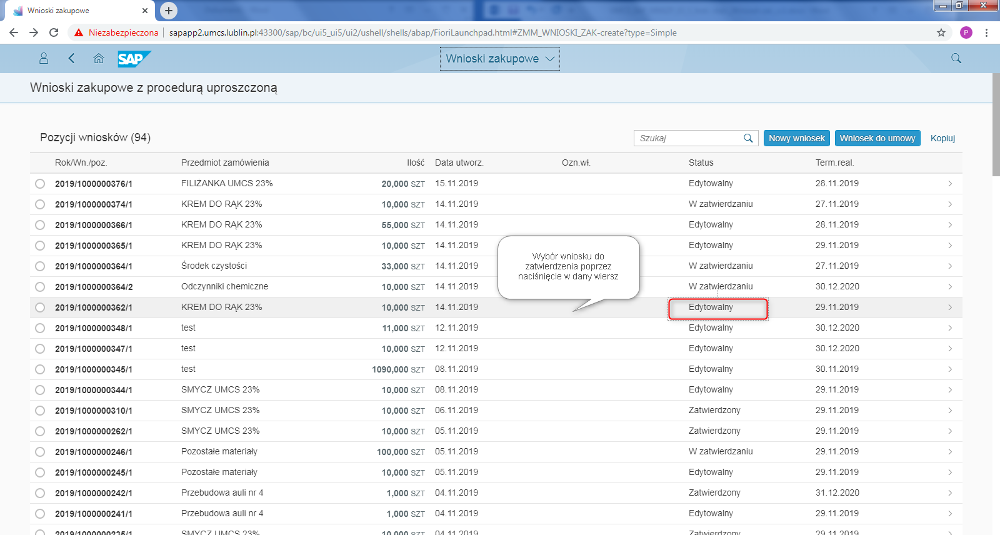 Wnioski zakupowe
Niezabezpieczona sapapp2.umcs.lublin.pl:43300/sap/bc/ui5_ui5/ui2/ushell/shells/abap/FioriLaunchpad.html#ZMM_WNIOSKI_ZAK-create?type=Simple
P
SAP
Wnioski zakupowe
Wnioski zakupowe z procedurą uproszczoną
Pozycji wniosków (94)
Szukaj Nowy wniosek Wniosek do umowy Kopiuj
Rok/Wn./poz. Przedmiot zamówienia Ilość Data utworz. Ozn.wł. Status Term.real.
2019/1000000376/1 FILIŻANKA UMCS 23% 20,000 SZT 15.11.2019 Edytowalny 28.11.2019
2019/1000000374/1 KREM DO RĄK 23% 10,000 SZT 14.11.2019 W zatwierdzaniu 27.11.2019
2019/1000000366/1 KREM DO RĄK 23% 55,000 SZT 14.11.2019 Edytowalny 28.11.2019
2019/1000000365/1 KREM DO RĄK 23% 10,000 SZT 14.11.2019 Edytowalny 29.11.2019
2019/1000000364/1 Środek czystości 33,000 SZT 14.11.2019 W zatwierdzaniu 27.11.2019
2019/1000000364/2 Odczynniki chemiczne 10,000 SZT 14.11.2019 W zatwierdzaniu 30.12.2020
2019/1000000362/1 KREM DO RĄK 23% 10,000 SZT 14.11.2019 Edytowalny 29.11.2019
2019/1000000348/1 test 11,000 SZT 12.11.2019 Edytowalny 30.12.2020
2019/1000000347/1 test 10,000 SZT 12.11.2019 Edytowalny 30.12.2020
2019/1000000345/1 test 1090,000 SZT 08.11.2019 Edytowalny 30.11.2019
2019/1000000344/1 SMYCZ UMCS 23% 10,000 SZT 08.11.2019 Edytowalny 29.11.2019
2019/1000000310/1 SMYCZ UMCS 23% 10,000 SZT 06.11.2019 Zatwierdzony 29.11.2019
2019/1000000262/1 SMYCZ UMCS 23% 10,000 SZT 05.11.2019 Zatwierdzony 29.11.2019
2019/1000000246/1 Pozostałe materiały 100,000 SZT 05.11.2019 W zatwierdzaniu 29.11.2019
2019/1000000245/1 Pozostałe materiały 10,000 SZT 05.11.2019 Edytowalny 29.11.2019
2019/1000000242/1 Przebudowa auli nr 4 1,000 SZT 04.11.2019 Zatwierdzony 31.12.2020
2019/1000000241/1 Przebudowa auli nr 4 1,000 SZT 04.11.2019 Edytowalny 29.11.2019
2019/1000000235/1 SMYCZ UMCS 23% 10,000 SZT 04.11.2019 Zatwierdzony 29.11.2019
Wybór wniosku do
zatwierdzenia poprzez
naciśnięcie w dany wiersz